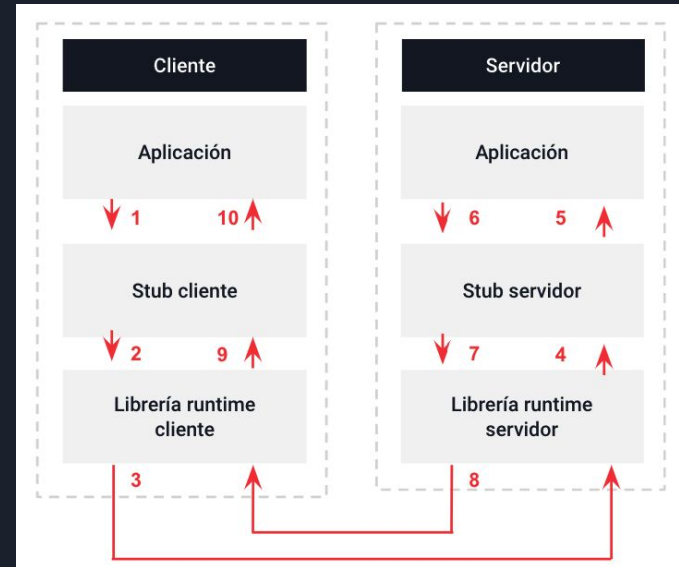 Cliente
Servidor
Aplicación
Aplicación
1
10
6
5
Stub cliente
Stub servidor
2
9
7
4
Librería runtime
cliente
Librería runtime
servidor
3
8